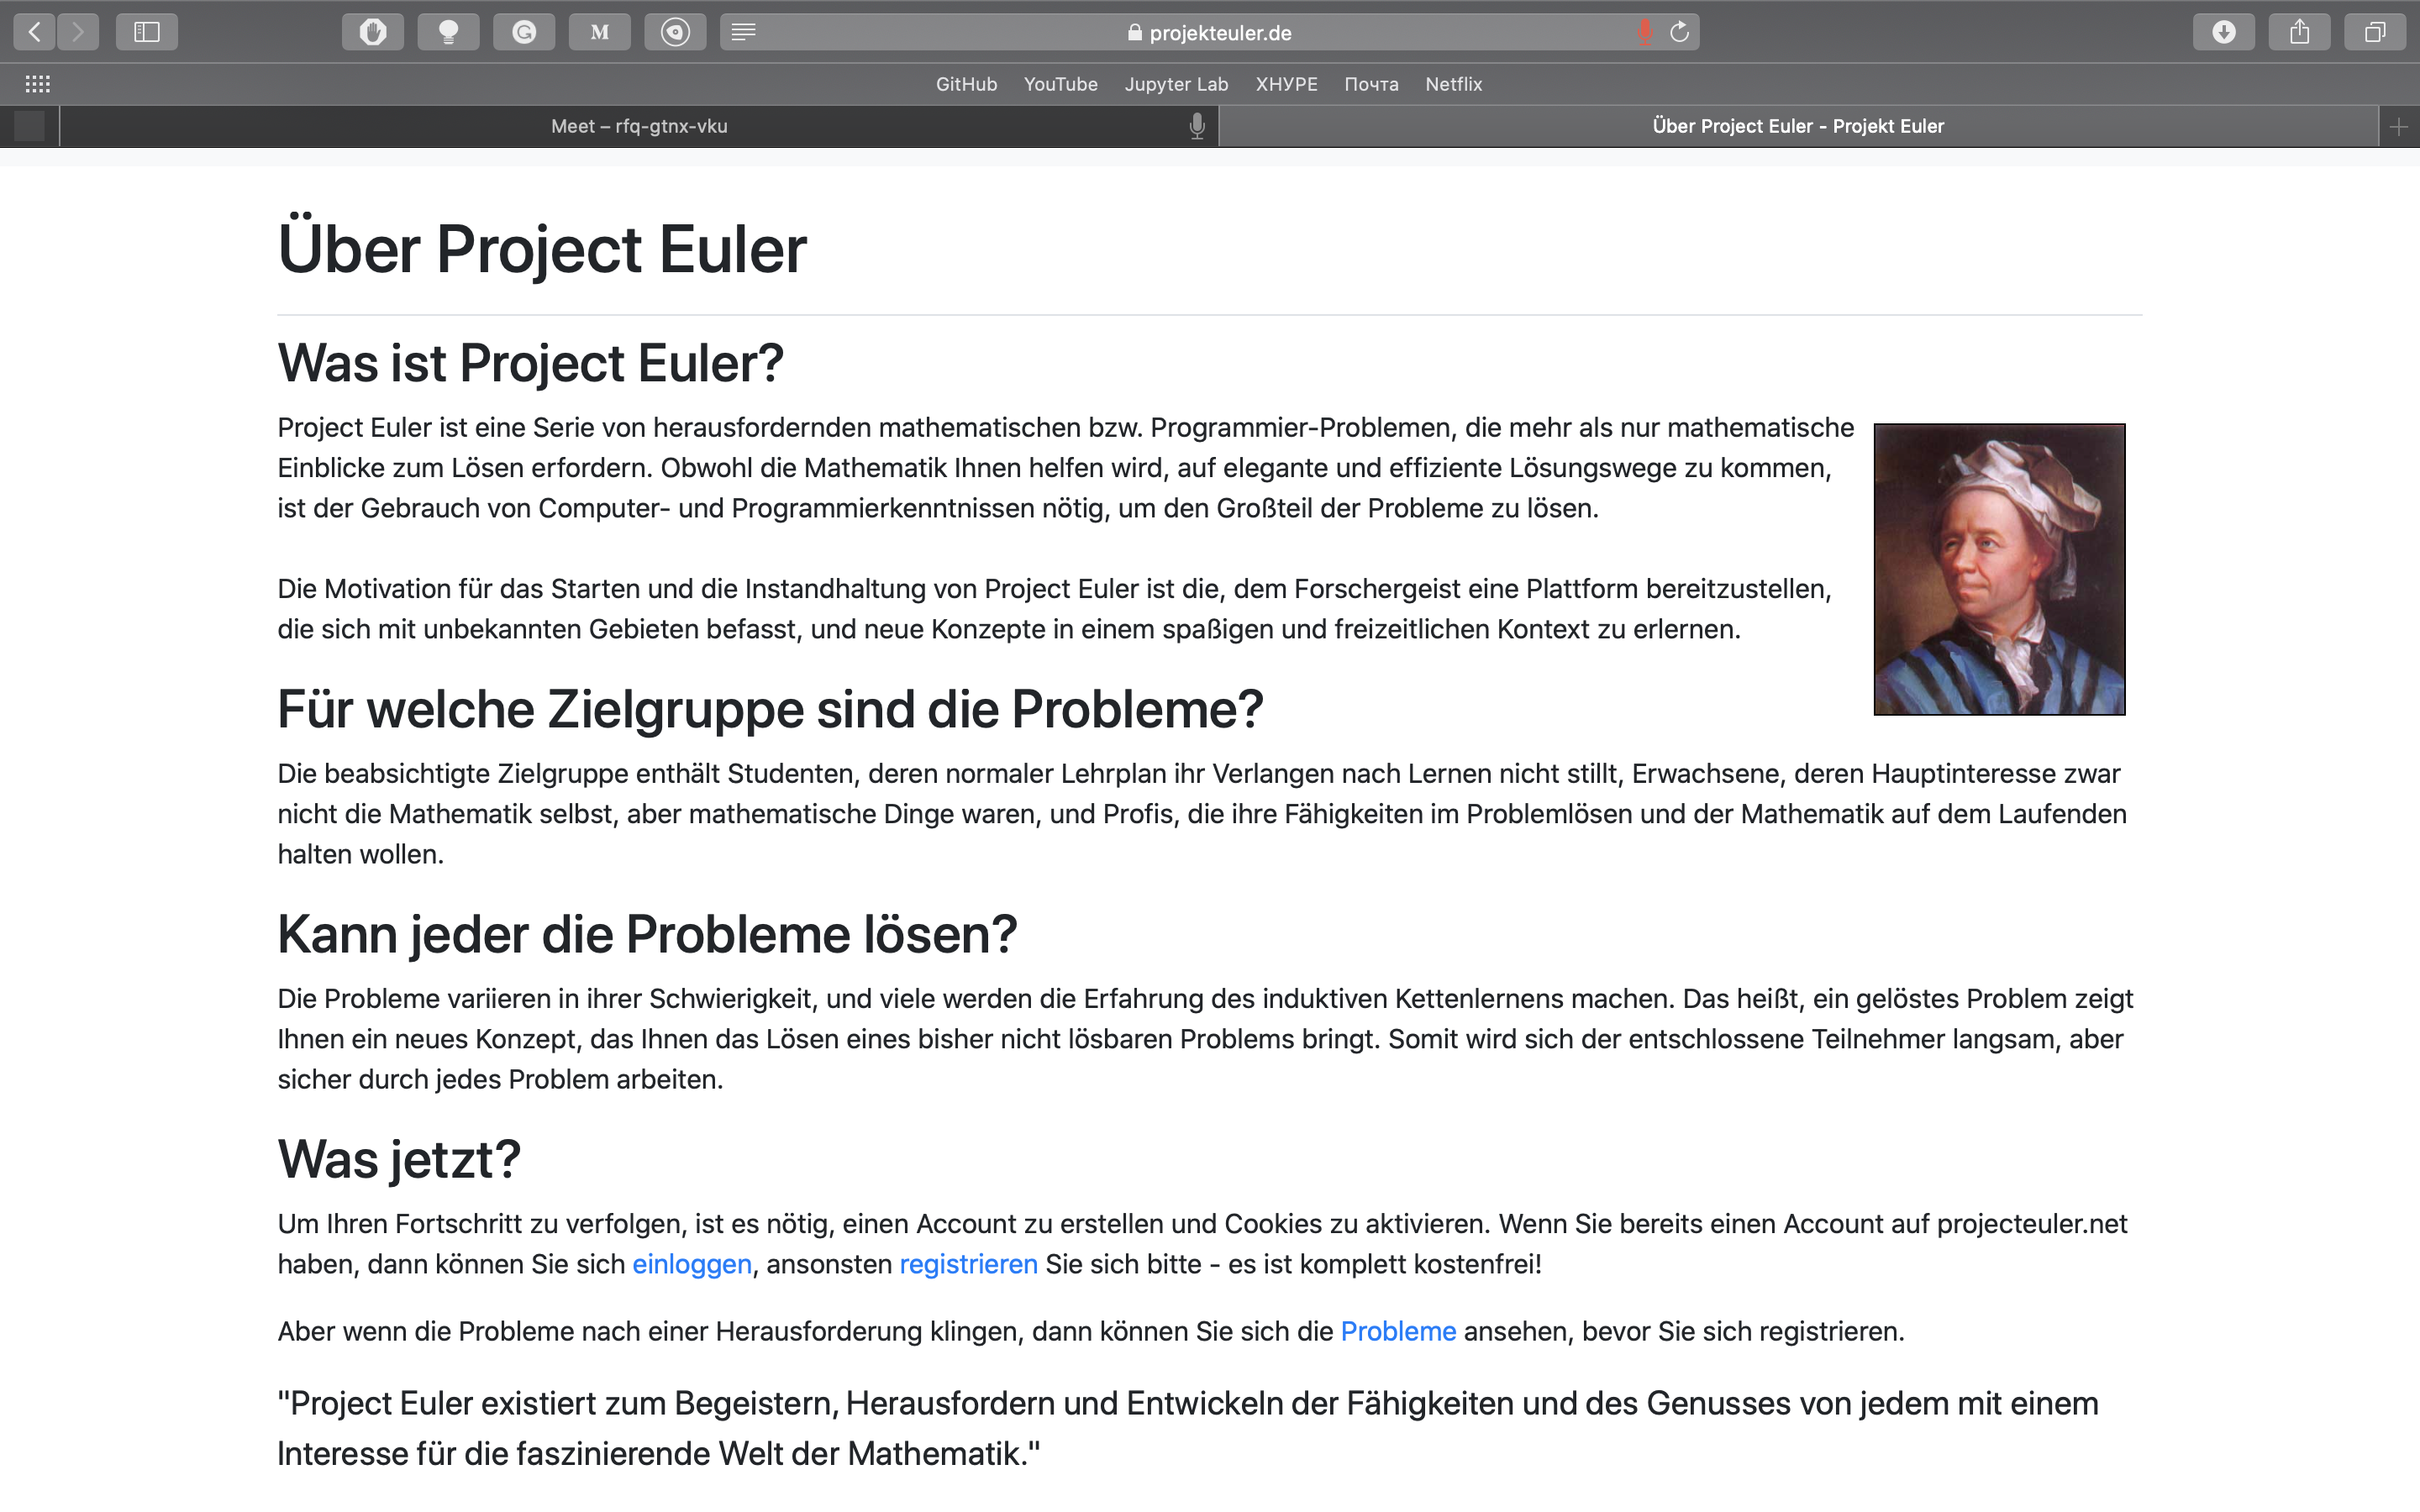 projekteuler.de
GitHub YouTube Jupyter Lab ХНУРЕ Почта Netflix
Meet – rfq-gtnx-vku Über Project Euler - Projekt Euler
Über Project Euler
Was ist Project Euler?
Project Euler ist eine Serie von herausfordernden mathematischen bzw. Programmier-Problemen, die mehr als nur mathematische
Einblicke zum Lösen erfordern. Obwohl die Mathematik Ihnen helfen wird, auf elegante und effiziente Lösungswege zu kommen,
ist der Gebrauch von Computer- und Programmierkenntnissen nötig, um den Großteil der Probleme zu lösen.
Die Motivation für das Starten und die Instandhaltung von Project Euler ist die, dem Forschergeist eine Plattform bereitzustellen,
die sich mit unbekannten Gebieten befasst, und neue Konzepte in einem spaßigen und freizeitlichen Kontext zu erlernen.
Für welche Zielgruppe sind die Probleme?
Die beabsichtigte Zielgruppe enthält Studenten, deren normaler Lehrplan ihr Verlangen nach Lernen nicht stillt, Erwachsene, deren Hauptinteresse zwar
nicht die Mathematik selbst, aber mathematische Dinge waren, und Profis, die ihre Fähigkeiten im Problemlösen und der Mathematik auf dem Laufenden
halten wollen.
Kann jeder die Probleme lösen?
Die Probleme variieren in ihrer Schwierigkeit, und viele werden die Erfahrung des induktiven Kettenlernens machen. Das heißt, ein gelöstes Problem zeigt
Ihnen ein neues Konzept, das Ihnen das Lösen eines bisher nicht lösbaren Problems bringt. Somit wird sich der entschlossene Teilnehmer langsam, aber
sicher durch jedes Problem arbeiten.
Was jetzt?
Um Ihren Fortschritt zu verfolgen, ist es nötig, einen Account zu erstellen und Cookies zu aktivieren. Wenn Sie bereits einen Account auf projecteuler.net
haben, dann können Sie sich einloggen, ansonsten registrieren Sie sich bitte - es ist komplett kostenfrei!
Aber wenn die Probleme nach einer Herausforderung klingen, dann können Sie sich die Probleme ansehen, bevor Sie sich registrieren.
"Project Euler existiert zum Begeistern, Herausfordern und Entwickeln der Fähigkeiten und des Genusses von jedem mit einem
Interesse für die faszinierende Welt der Mathematik."